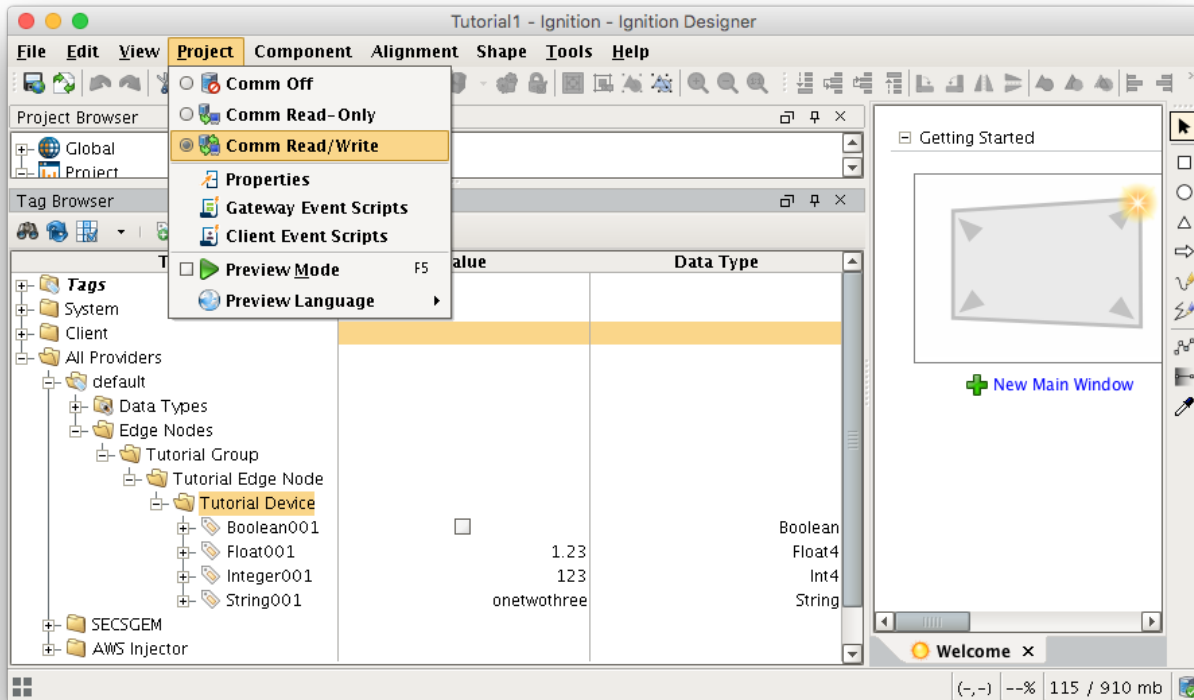 Tutorial1 - Ignition - Ignition Designer
File Edit View Project Component Alignment Shape Tools Help
Comm Off
Comm Read-Only
Comm Read/Write
Properties
Gateway Event Scripts
Client Event Scripts
Preview Mode F5
Preview Language
Project Browser
Global
Project
Tag Browser
T alue Data Type
Tags
System
Client
All Providers
default
Data Types
Edge Nodes
Tutorial Group
Tutorial Edge Node
Tutorial Device
Boolean001 Boolean
Float001 1.23 Float4
Integer001 123 Int4
String001 onetwothree String
SECSGEM
AWS Injector
Getting Started
New Main Window
Welcome
(-,-) --% 115 / 910 mb